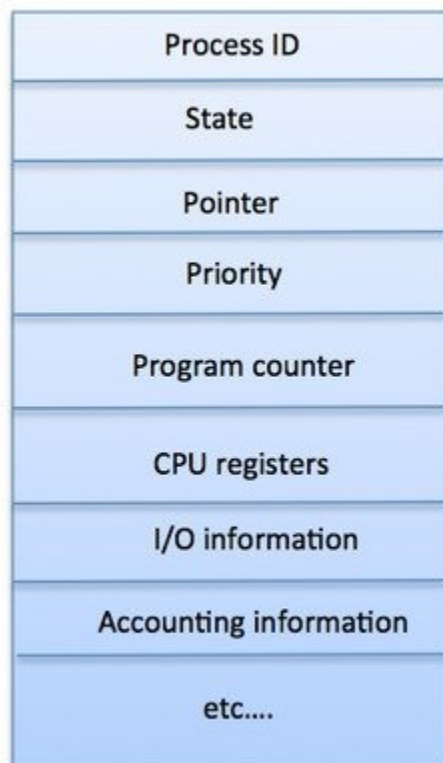 Process ID
State
Pointer
Priority
Program counter
CPU registers
I/O information
Accounting information
etc....